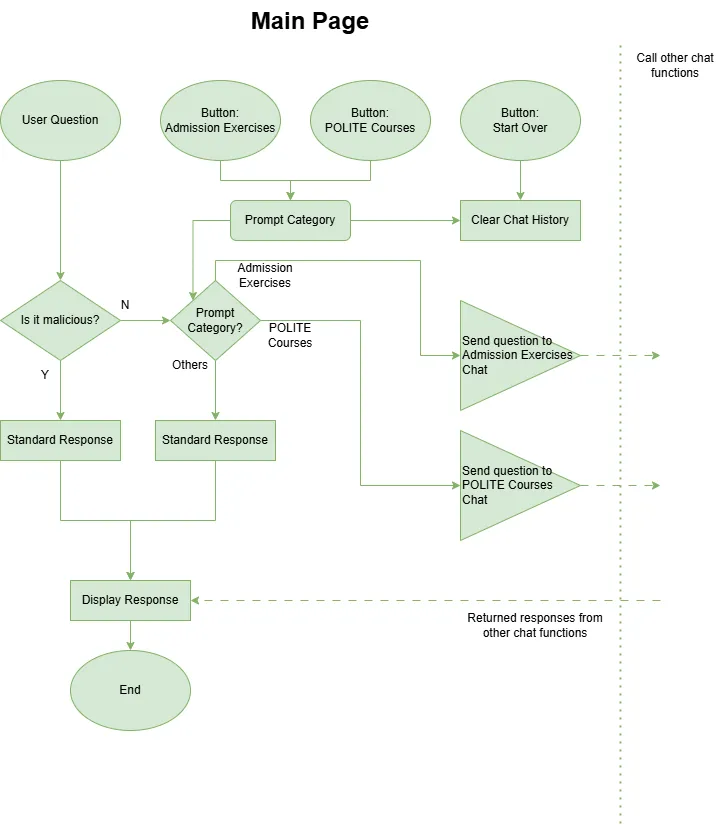 Main Page
Call other chat
functions
User Question
Button:
Admission Exercises
Button:
POLITE Courses
Button:
Start Over
Prompt Category
Clear Chat History
Admission
Exercises
Is it malicious?
N
Prompt
Category?
POLITE
Courses
Send question to
Admission Exercises
Chat
Y
Others
Standard Response
Standard Response
Send question to
POLITE Courses
Chat
Display Response
Returned responses from
other chat functions
End